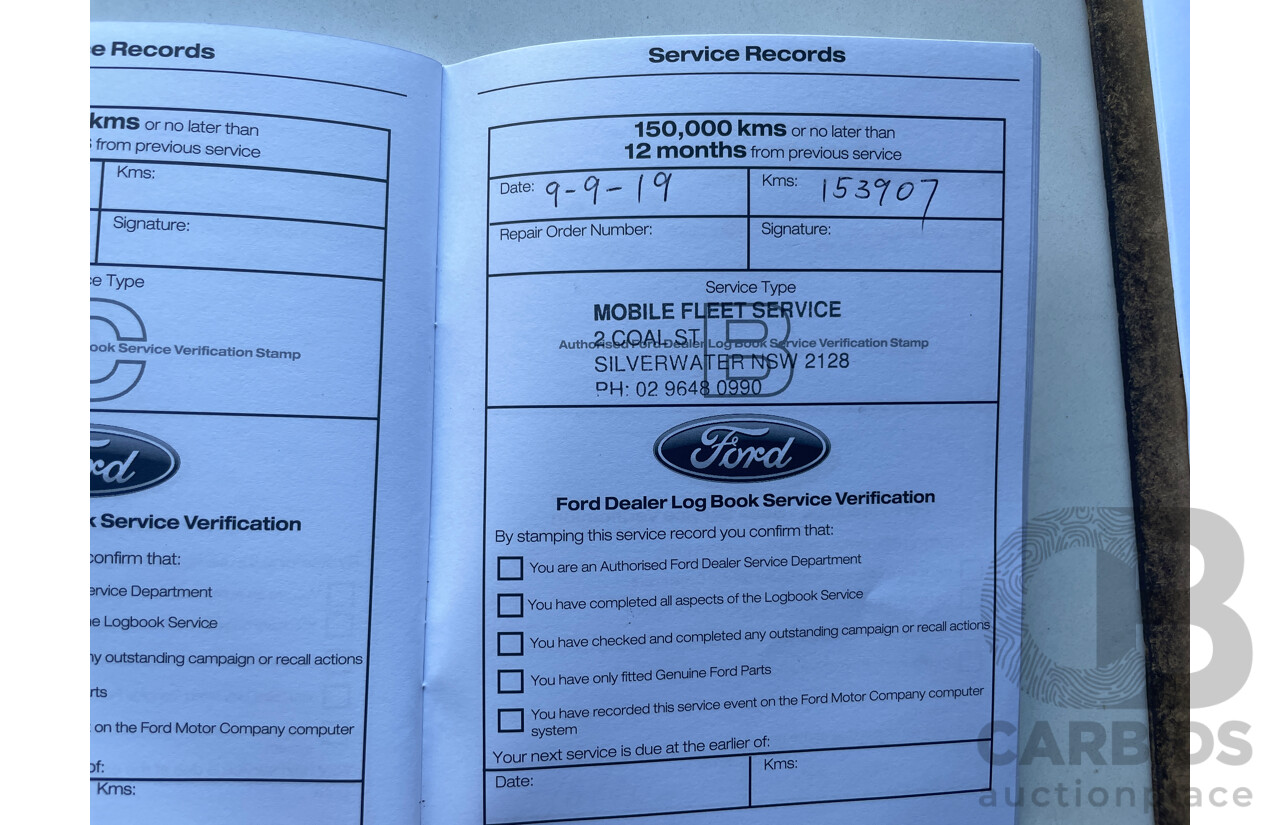 e Records
kms or no later than
from previous service
Kms:
Signature:
e Type
C
ook Service Verification Stamp
rd
k Service Verification
confirm that:
ervice Department
e Logbook Service
ny outstanding campaign or recall actions
rts
on the Ford Motor Company computer
of:
Kms:
Service Records
150,000 kms or no later than
12 months from previous service
Date: 9-9-19 Kms: 153907
Repair Order Number: Signature:
Service Type
MOBILE FLEET SERVICE
2 COAL ST
B
Authorised Ford Dealer Log Book Service Verification Stamp
SILVERWATER NSW 2128
PH: 02 9648 0990
Ford
Ford Dealer Log Book Service Verification
By stamping this service record you confirm that:
You are an Authorised Ford Dealer Service Department
You have completed all aspects of the Logbook Service
You have checked and completed any outstanding campaign or recall actions
You have only fitted Genuine Ford Parts
You have recorded this service event on the Ford Motor Company computer
system
Your next service is due at the earlier of:
Date: Kms:
CB
CARBIDS
auctionplace